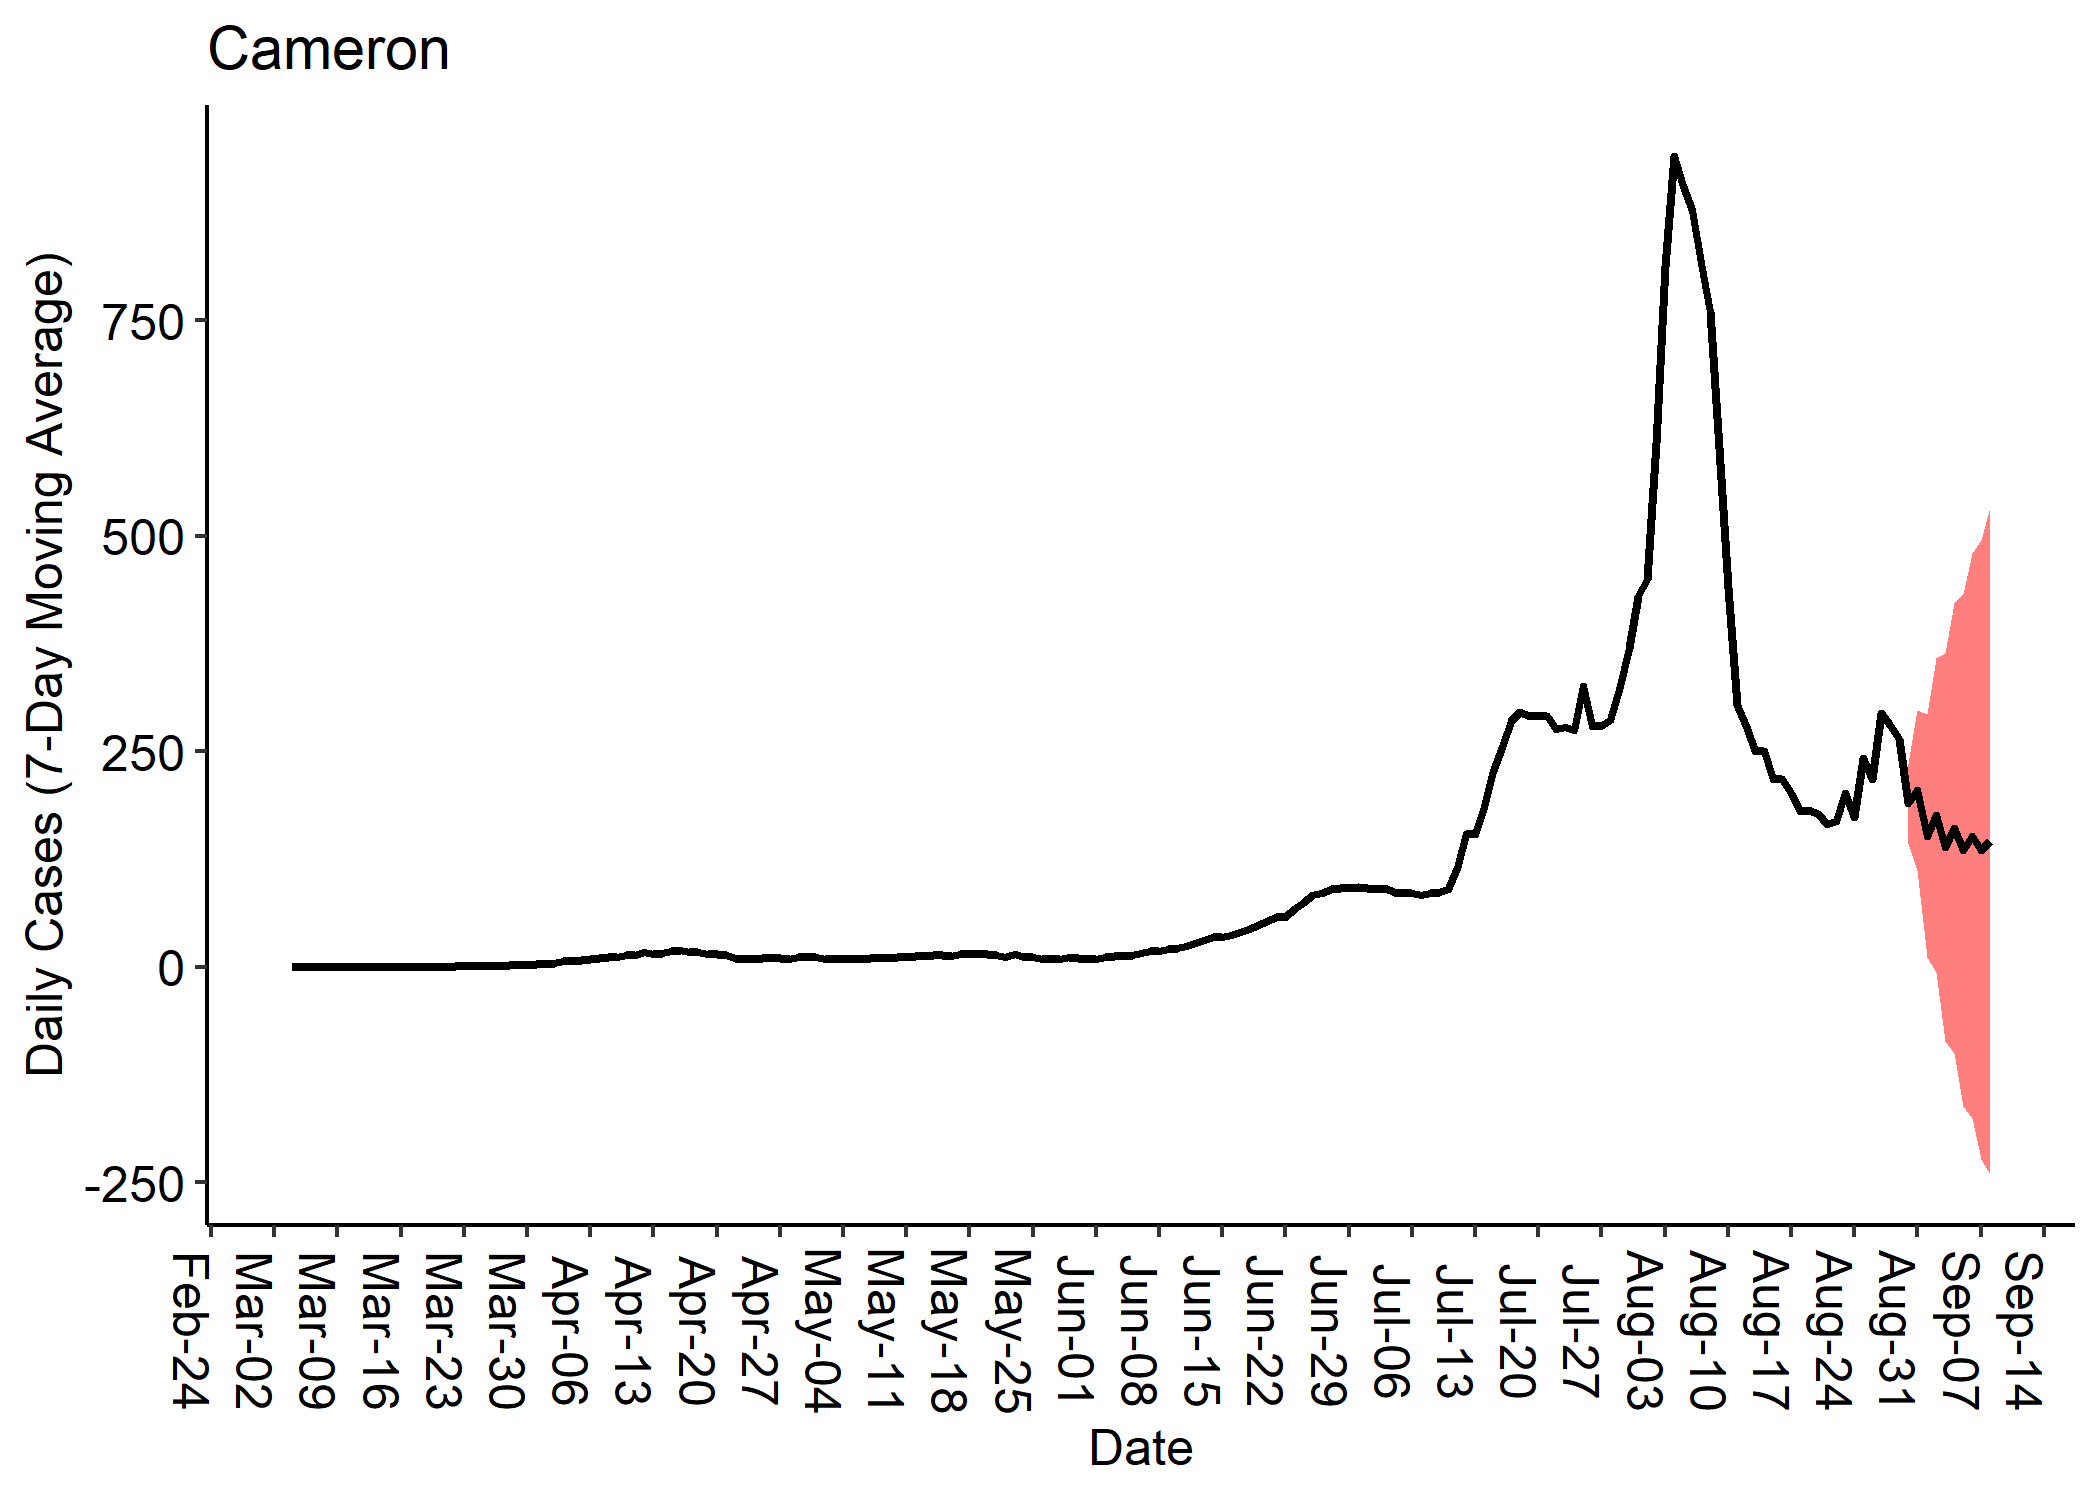 Cameron
Daily Cases (7-Day Moving Average)
750
500
250
0
-250
Feb-24
Mar-02
Mar-09
Mar-16
Mar-23
Mar-30
Apr-06
Apr-13
Apr-20
Apr-27
May-04
May-11
May-18
May-25
Jun-01
Jun-08
Jun-15
Jun-22
Jun-29
Jul-06
Jul-13
Jul-20
Jul-27
Aug-03
Aug-10
Aug-17
Aug-24
Aug-31
Sep-07
Sep-14
Date